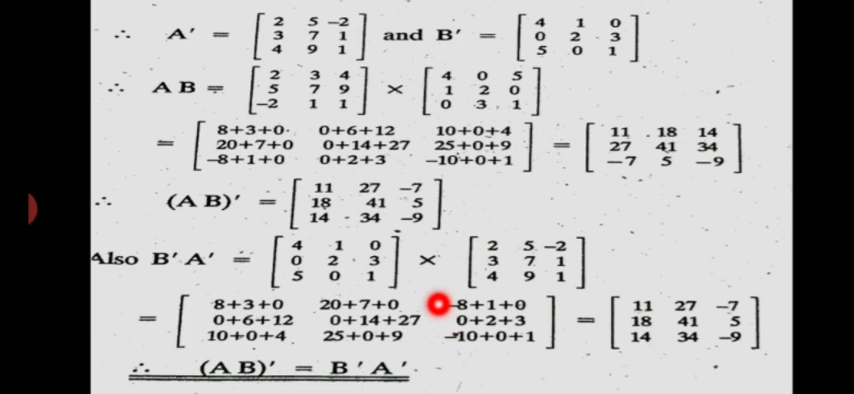 ∴ A′ = [ 2 5 −2 ; 3 7 1 ; 4 9 1 ] and B′ = [ 4 1 0 ; 0 2 3 ; 5 0 1 ]
∴ A B = [ 2 3 4 ; 5 7 9 ; −2 1 1 ] × [ 4 0 5 ; 1 2 0 ; 0 3 1 ]
= [ 8+3+0 0+6+12 10+0+4 ; 20+7+0 0+14+27 25+0+9 ; −8+1+0 0+2+3 −10+0+1 ] = [ 11 18 14 ; 27 41 34 ; −7 5 −9 ]
∴ (A B)′ = [ 11 27 −7 ; 18 41 5 ; 14 34 −9 ]
Also B′ A′ = [ 4 1 0 ; 0 2 3 ; 5 0 1 ] × [ 2 5 −2 ; 3 7 1 ; 4 9 1 ]
= [ 8+3+0 20+7+0 −8+1+0 ; 0+6+12 0+14+27 0+2+3 ; 10+0+4 25+0+9 −10+0+1 ] = [ 11 27 −7 ; 18 41 5 ; 14 34 −9 ]
∴ (A B)′ = B′ A′